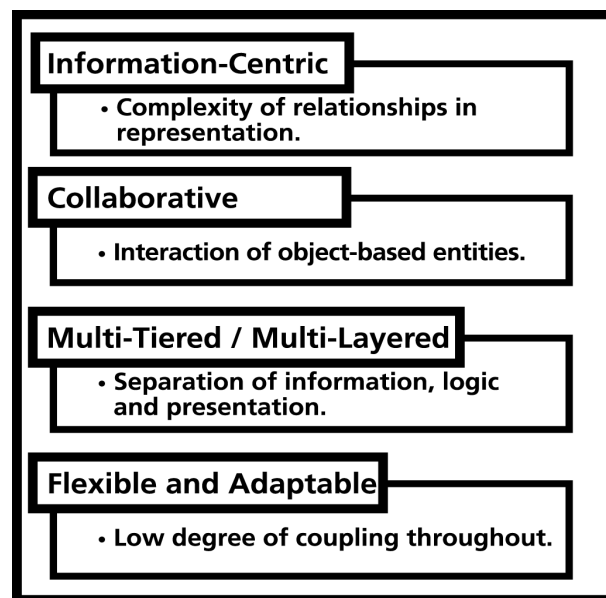 Information-Centric
• Complexity of relationships in
representation.
Collaborative
• Interaction of object-based entities.
Multi-Tiered / Multi-Layered
• Separation of information, logic
and presentation.
Flexible and Adaptable
• Low degree of coupling throughout.